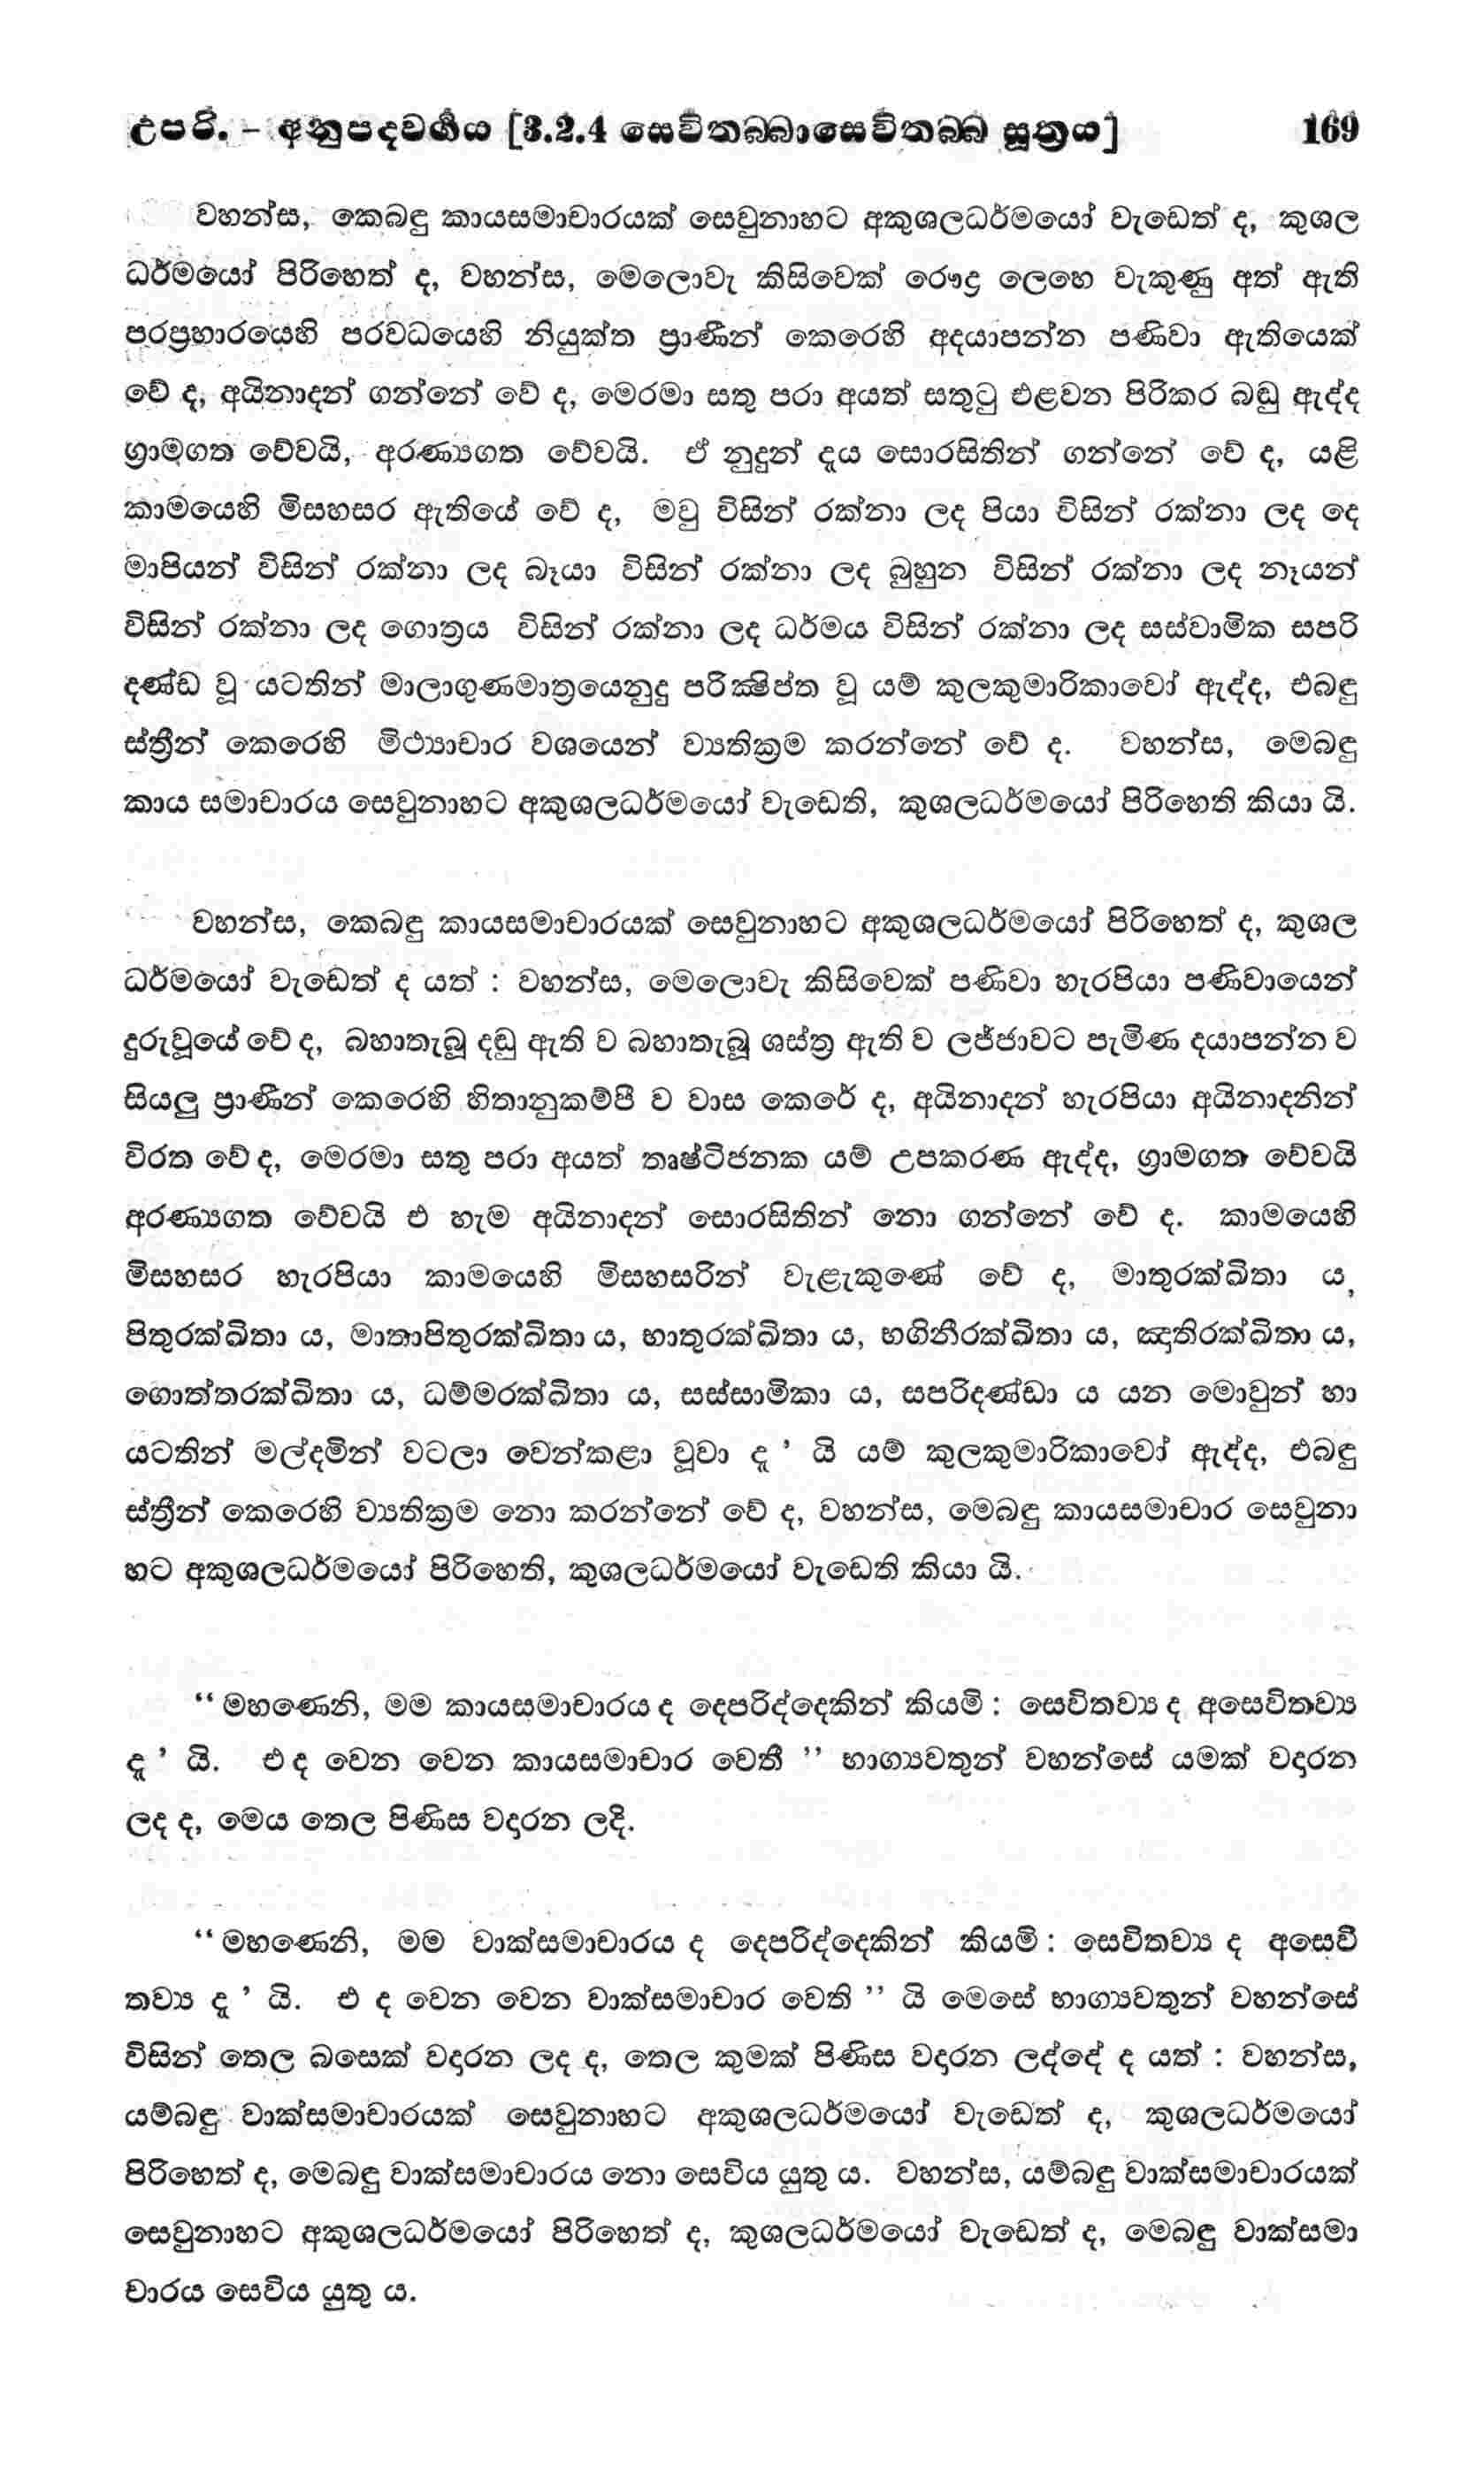 උපරි. - අනුපදවර්‍ගය [3.2.4 සෙවිතබ්බාසෙවිතබ්බ සූත්‍රය] 169
වහන්ස, කෙබඳු කායසමාචාරයක් සෙවුනාහට අකුශලධර්මයෝ වැඩෙත් ද, කුශල
ධර්මයෝ පිරිහෙත් ද, වහන්ස, මෙලොවැ කිසිවෙක් රෞද්‍ර ලෙහෙ වැකුණු අත් ඇති
පරප්‍රහාරයෙහි පරවධයෙහි නියුක්ත ප්‍රාණීන් කෙරෙහි අදයාපන්න පණිවා ඇතියෙක්
වේ ද, අයිනාදන් ගන්නේ වේ ද, මෙරමා සතු පරා අයත් සතුටු එළවන පිරිකර බඩු ඇද්ද
ග්‍රාමගත වේවයි, අරණ්‍යගත වේවයි. ඒ නුදුන් දෑය සොරසිතින් ගන්නේ වේ ද, යළි
කාමයෙහි මිසහසර ඇතියේ වේ ද, මවු විසින් රක්නා ලද පියා විසින් රක්නා ලද දෙ
මාපියන් විසින් රක්නා ලද බෑයා විසින් රක්නා ලද බුහුන විසින් රක්නා ලද නෑයන්
විසින් රක්නා ලද ගොත්‍රය විසින් රක්නා ලද ධර්මය විසින් රක්නා ලද සස්වාමික සපරි
දණ්ඩ වූ යටතින් මාලාගුණමාත්‍රයෙනුදු පරික්‍ෂිප්ත වූ යම් කුලකුමාරිකාවෝ ඇද්ද, එබඳු
ස්ත්‍රීන් කෙරෙහි මිථ්‍යාචාර වශයෙන් ව්‍යතික්‍රම කරන්නේ වේ ද. වහන්ස, මෙබඳු
කාය සමාචාරය සෙවුනාහට අකුශලධර්මයෝ වැඩෙති, කුශලධර්මයෝ පිරිහෙති කියා යි.
වහන්ස, කෙබඳු කායසමාචාරයක් සෙවුනාහට අකුශලධර්මයෝ පිරිහෙත් ද, කුශල
ධර්මයෝ වැඩෙත් ද යත් : වහන්ස, මෙලොවැ කිසිවෙක් පණිවා හැරපියා පණිවායෙන්
දුරුවූයේ වේ ද, බහාතැබූ දඬු ඇති ව බහාතැබූ ශස්ත්‍ර ඇති ව ලජ්ජාවට පැමිණ දයාපන්න ව
සියලු ප්‍රාණීන් කෙරෙහි හිතානුකම්පී ව වාස කෙරේ ද, අයිනාදන් හැරපියා අයිනාදනින්
විරත වේ ද, මෙරමා සතු පරා අයත් තෘෂ්ටිජනක යම් උපකරණ ඇද්ද, ග්‍රාමගත වේවයි
අරණ්‍යගත වේවයි එ හැම අයිනාදන් සොරසිතින් නො ගන්නේ වේ ද. කාමයෙහි
මිසහසර හැරපියා කාමයෙහි මිසහසරින් වැළැකුණේ වේ ද, මාතුරක්ඛිතා ය,
පිතුරක්ඛිතා ය, මාතාපිතුරක්ඛිතා ය, භාතුරක්ඛිතා ය, භගිනීරක්ඛිතා ය, ඤාතිරක්ඛිතා ය,
ගොත්තරක්ඛිතා ය, ධම්මරක්ඛිතා ය, සස්සාමිකා ය, සපරිදණ්ඩා ය යන මොවුන් හා
යටතින් මල්දමින් වටලා වෙන්කළා වූවා දැ ’ යි යම් කුලකුමාරිකාවෝ ඇද්ද, එබඳු
ස්ත්‍රීන් කෙරෙහි ව්‍යතික්‍රම නො කරන්නේ වේ ද, වහන්ස, මෙබඳු කායසමාචාර සෙවුනා
හට අකුශලධර්මයෝ පිරිහෙති, කුශලධර්මයෝ වැඩෙති කියා යි.
“ මහණෙනි, මම කායසමාචාරය ද දෙපරිද්දෙකින් කියමි : සෙවිතව්‍ය ද අසෙවිතව්‍ය
දැ ’ යි. එ ද වෙන වෙන කායසමාචාර වෙතී ” භාග්‍යවතුන් වහන්සේ යමක් වදාරන
ලද ද, මෙය තෙල පිණිස වදාරන ලදි.
“ මහණෙනි, මම වාක්සමාචාරය ද දෙපරිද්දෙකින් කියමි : සෙවිතව්‍ය ද අසෙවි
තව්‍ය දැ ’ යි. එ ද වෙන වෙන වාක්සමාචාර වෙති ” යි මෙසේ භාග්‍යවතුන් වහන්සේ
විසින් තෙල බසෙක් වදාරන ලද ද, තෙල කුමක් පිණිස වදාරන ලද්දේ ද යත් : වහන්ස,
යම්බඳු වාක්සමාචාරයක් සෙවුනාහට අකුශලධර්මයෝ වැඩෙත් ද, කුශලධර්මයෝ
පිරිහෙත් ද, මෙබඳු වාක්සමාචාරය නො සෙවිය යුතු ය. වහන්ස, යම්බඳු වාක්සමාචාරයක්
සෙවුනාහට අකුශලධර්මයෝ පිරිහෙත් ද, කුශලධර්මයෝ වැඩෙත් ද, මෙබඳු වාක්සමා
චාරය සෙවිය යුතු ය.